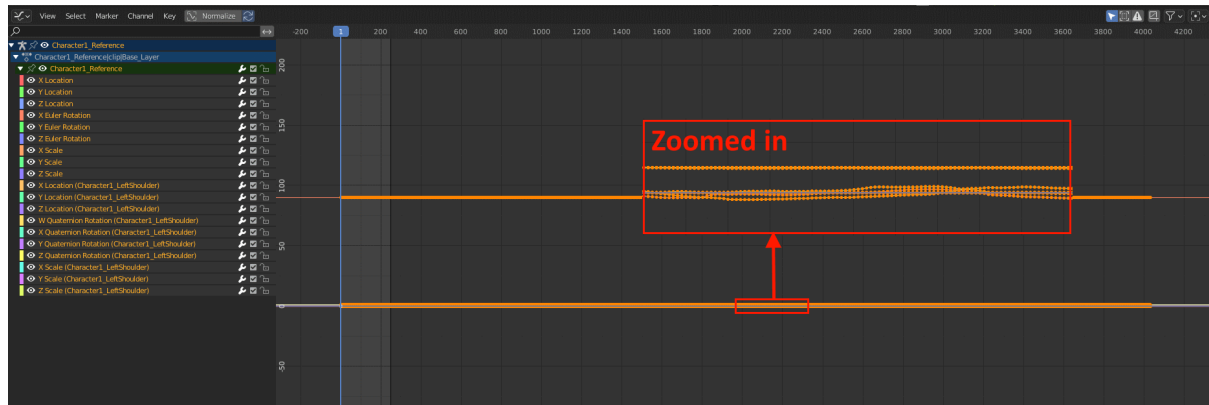 View Select Marker Channel Key Normalize
-200 1 200 400 600 800 1000 1200 1400 1600 1800 2000 2200 2400 2600 2800 3000 3200 3400 3600 3800 4000 4200
Character1_Reference
Character1_Reference|clip|Base_Layer
Character1_Reference
X Location
Y Location
Z Location
X Euler Rotation
Y Euler Rotation
Z Euler Rotation
X Scale
Y Scale
Z Scale
X Location (Character1_LeftShoulder)
Y Location (Character1_LeftShoulder)
Z Location (Character1_LeftShoulder)
W Quaternion Rotation (Character1_LeftShoulder)
X Quaternion Rotation (Character1_LeftShoulder)
Y Quaternion Rotation (Character1_LeftShoulder)
Z Quaternion Rotation (Character1_LeftShoulder)
X Scale (Character1_LeftShoulder)
Y Scale (Character1_LeftShoulder)
Z Scale (Character1_LeftShoulder)
200
150
100
50
0
-50
Zoomed in